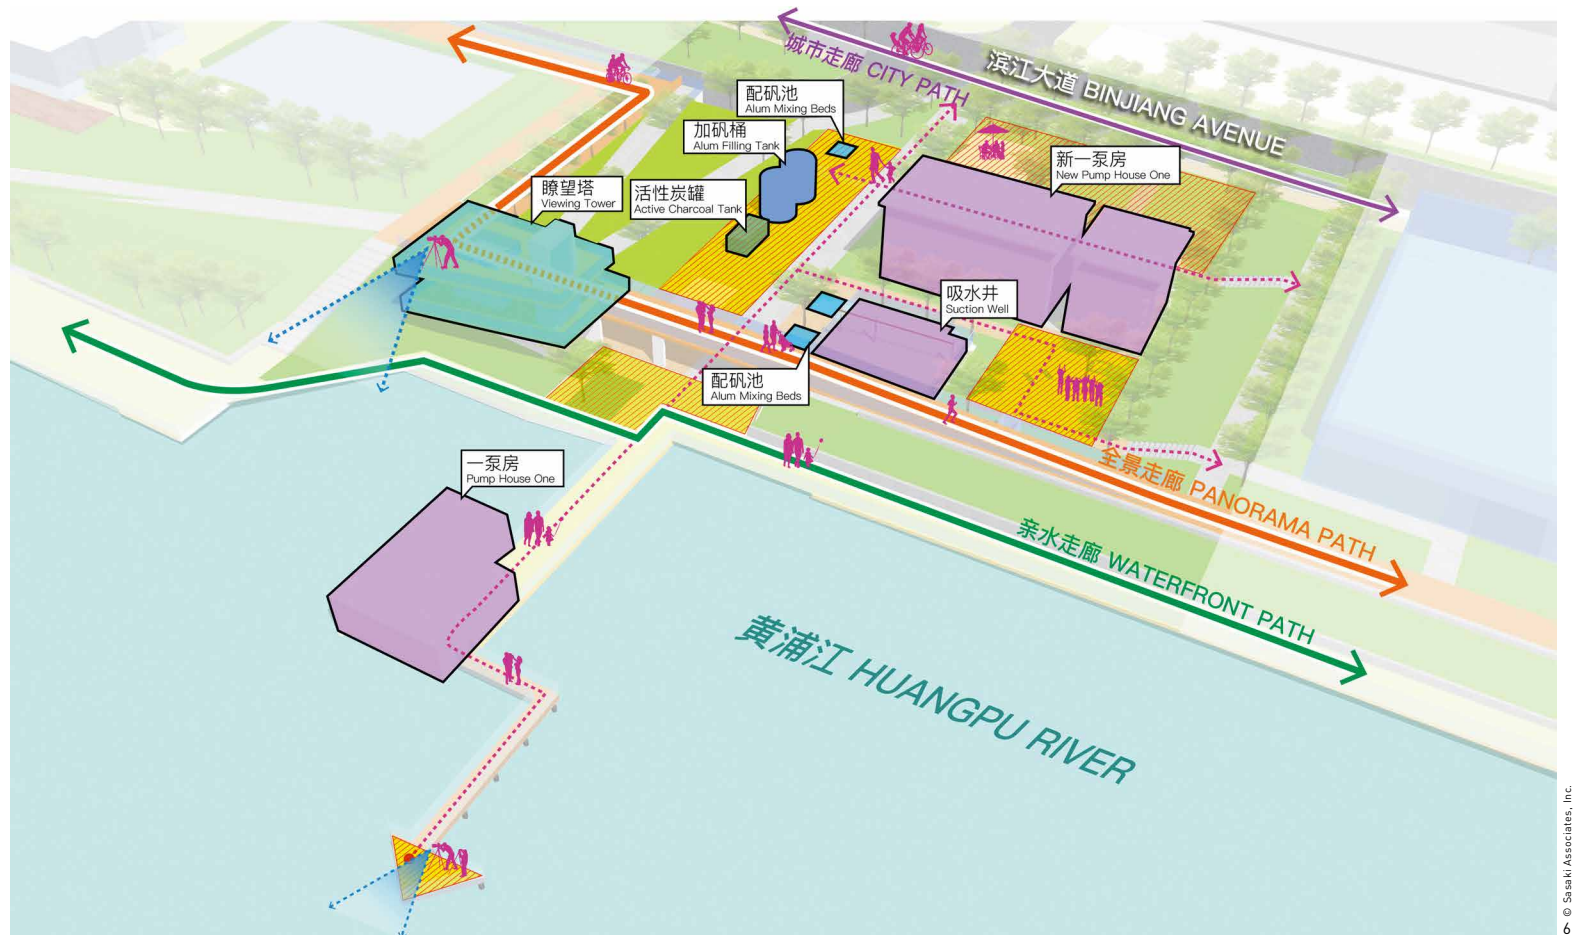 城市走廊 CITY PATH
滨江大道 BINJIANG AVENUE
配矾池
Alum Mixing Beds
加矾桶
Alum Filling Tank
新一泵房
New Pump House One
瞭望塔
Viewing Tower
活性炭罐
Active Charcoal Tank
吸水井
Suction Well
配矾池
Alum Mixing Beds
一泵房
Pump House One
全景走廊 PANORAMA PATH
亲水走廊 WATERFRONT PATH
黄浦江 HUANGPU RIVER
© Sasaki Associates, Inc.